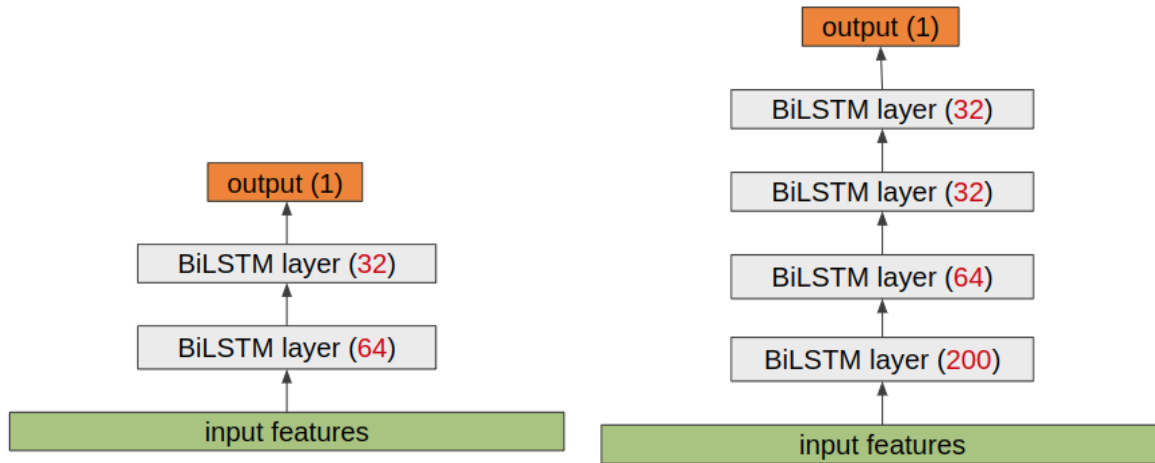 output (1)
BiLSTM layer (32)
BiLSTM layer (64)
input features
output (1)
BiLSTM layer (32)
BiLSTM layer (32)
BiLSTM layer (64)
BiLSTM layer (200)
input features